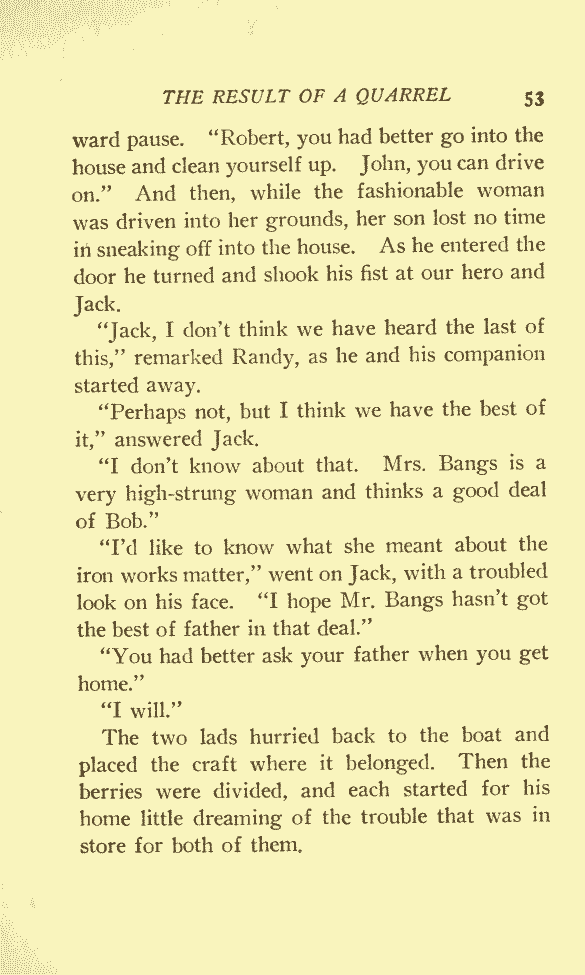 THE RESULT OF A QUARREL 53
ward pause. “Robert, you had better go into the
house and clean yourself up. John, you can drive
on.” And then, while the fashionable woman
was driven into her grounds, her son lost no time
in sneaking off into the house. As he entered the
door he turned and shook his fist at our hero and
Jack.
“Jack, I don’t think we have heard the last of
this,” remarked Randy, as he and his companion
started away.
“Perhaps not, but I think we have the best of
it,” answered Jack.
“I don’t know about that. Mrs. Bangs is a
very high-strung woman and thinks a good deal
of Bob.”
“I’d like to know what she meant about the
iron works matter,” went on Jack, with a troubled
look on his face. “I hope Mr. Bangs hasn’t got
the best of father in that deal.”
“You had better ask your father when you get
home.”
“I will.”
The two lads hurried back to the boat and
placed the craft where it belonged. Then the
berries were divided, and each started for his
home little dreaming of the trouble that was in
store for both of them.